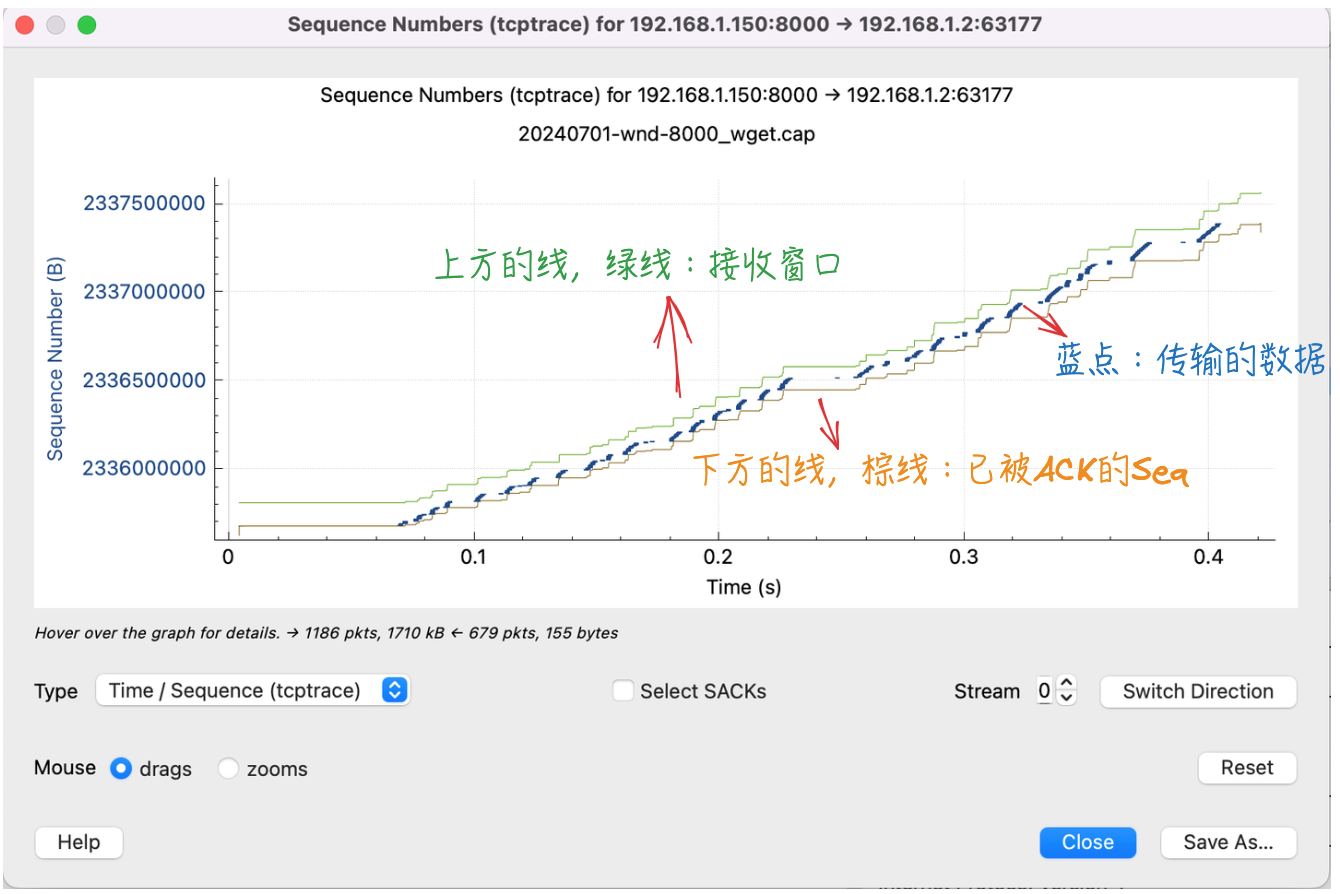 Sequence Numbers (tcptrace) for 192.168.1.150:8000 → 192.168.1.2:63177
Sequence Numbers (tcptrace) for 192.168.1.150:8000 → 192.168.1.2:63177
20240701-wnd-8000_wget.cap
Sequence Number (B)
2337500000
2337000000
2336500000
2336000000
上方的线，绿线：接收窗口
蓝点：传输的数据
下方的线，棕线：已被ACK的Seq
0 0.1 0.2 0.3 0.4
Time (s)
Hover over the graph for details. → 1186 pkts, 1710 kB ← 679 pkts, 155 bytes
Type Time / Sequence (tcptrace) Select SACKs Stream 0 Switch Direction
Mouse drags zooms Reset
Help Close Save As...